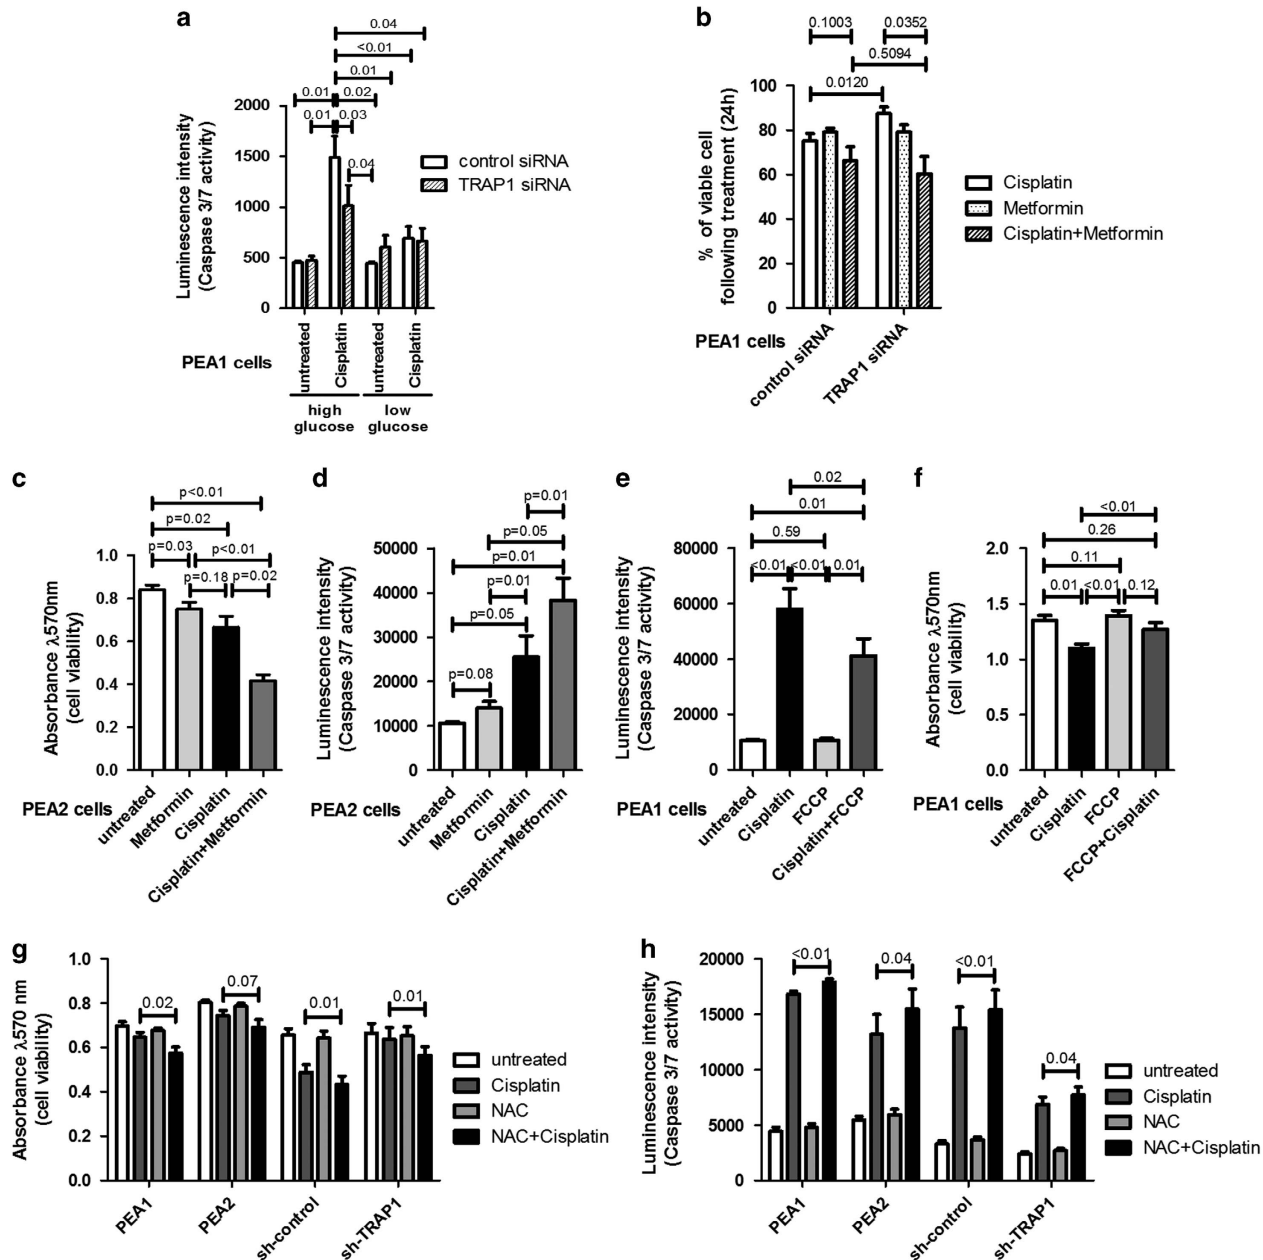 a
0.04
<0.01
0.01
0.01
0.02
0.01
0.03
0.04
2000
1500
1000
500
0
Luminescence intensity
(Caspase 3/7 activity)
control siRNA
TRAP1 siRNA
PEA1 cells
untreated
Cisplatin
untreated
Cisplatin
high
glucose
low
glucose
b
0.1003
0.0352
0.5094
0.0120
100
80
60
40
20
0
% of viable cell
following treatment (24h)
Cisplatin
Metformin
Cisplatin+Metformin
PEA1 cells
control siRNA
TRAP1 siRNA
c
p<0.01
p=0.02
p=0.03
p<0.01
p=0.18
p=0.02
1.0
0.8
0.6
0.4
0.2
0.0
Absorbance λ570nm
(cell viability)
PEA2 cells
untreated
Metformin
Cisplatin
Cisplatin+Metformin
d
p=0.01
p=0.05
p=0.01
p=0.01
p=0.05
p=0.08
50000
40000
30000
20000
10000
0
Luminescence intensity
(Caspase 3/7 activity)
PEA2 cells
untreated
Metformin
Cisplatin
Cisplatin+Metformin
e
0.02
0.01
0.59
<0.01
<0.01
0.01
80000
60000
40000
20000
0
Luminescence intensity
(Caspase 3/7 activity)
PEA1 cells
untreated
Cisplatin
FCCP
Cisplatin+FCCP
f
<0.01
0.26
0.11
0.01
<0.01
0.12
2.0
1.5
1.0
0.5
0.0
Absorbance λ570nm
(cell viability)
PEA1 cells
untreated
Cisplatin
FCCP
FCCP+Cisplatin
g
0.02
0.07
0.01
0.01
1.0
0.8
0.6
0.4
0.2
0.0
Absorbance λ570 nm
(cell viability)
untreated
Cisplatin
NAC
NAC+Cisplatin
PEA1
PEA2
sh-control
sh-TRAP1
h
<0.01
0.04
<0.01
0.04
20000
15000
10000
5000
0
Luminescence intensity
(Caspase 3/7 activity)
untreated
Cisplatin
NAC
NAC+Cisplatin
PEA1
PEA2
sh-control
sh-TRAP1